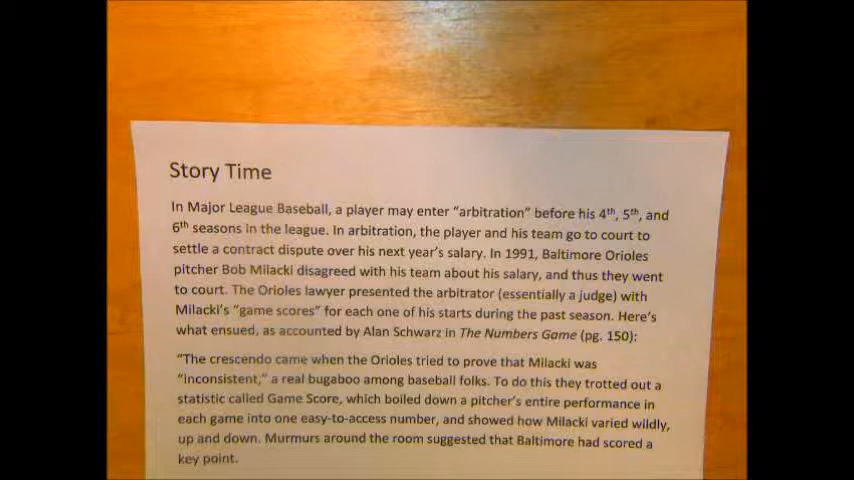 Story Time
In Major League Baseball, a player may enter “arbitration” before his 4th, 5th, and
6th seasons in the league. In arbitration, the player and his team go to court to
settle a contract dispute over his next year’s salary. In 1991, Baltimore Orioles
pitcher Bob Milacki disagreed with his team about his salary, and thus they went
to court. The Orioles lawyer presented the arbitrator (essentially a judge) with
Milacki’s “game scores” for each one of his starts during the past season. Here’s
what ensued, as accounted by Alan Schwarz in The Numbers Game (pg. 150):
“The crescendo came when the Orioles tried to prove that Milacki was
“inconsistent,” a real bugaboo among baseball folks. To do this they trotted out a
statistic called Game Score, which boiled down a pitcher’s entire performance in
each game into one easy-to-access number, and showed how Milacki varied wildly,
up and down. Murmurs around the room suggested that Baltimore had scored a
key point.